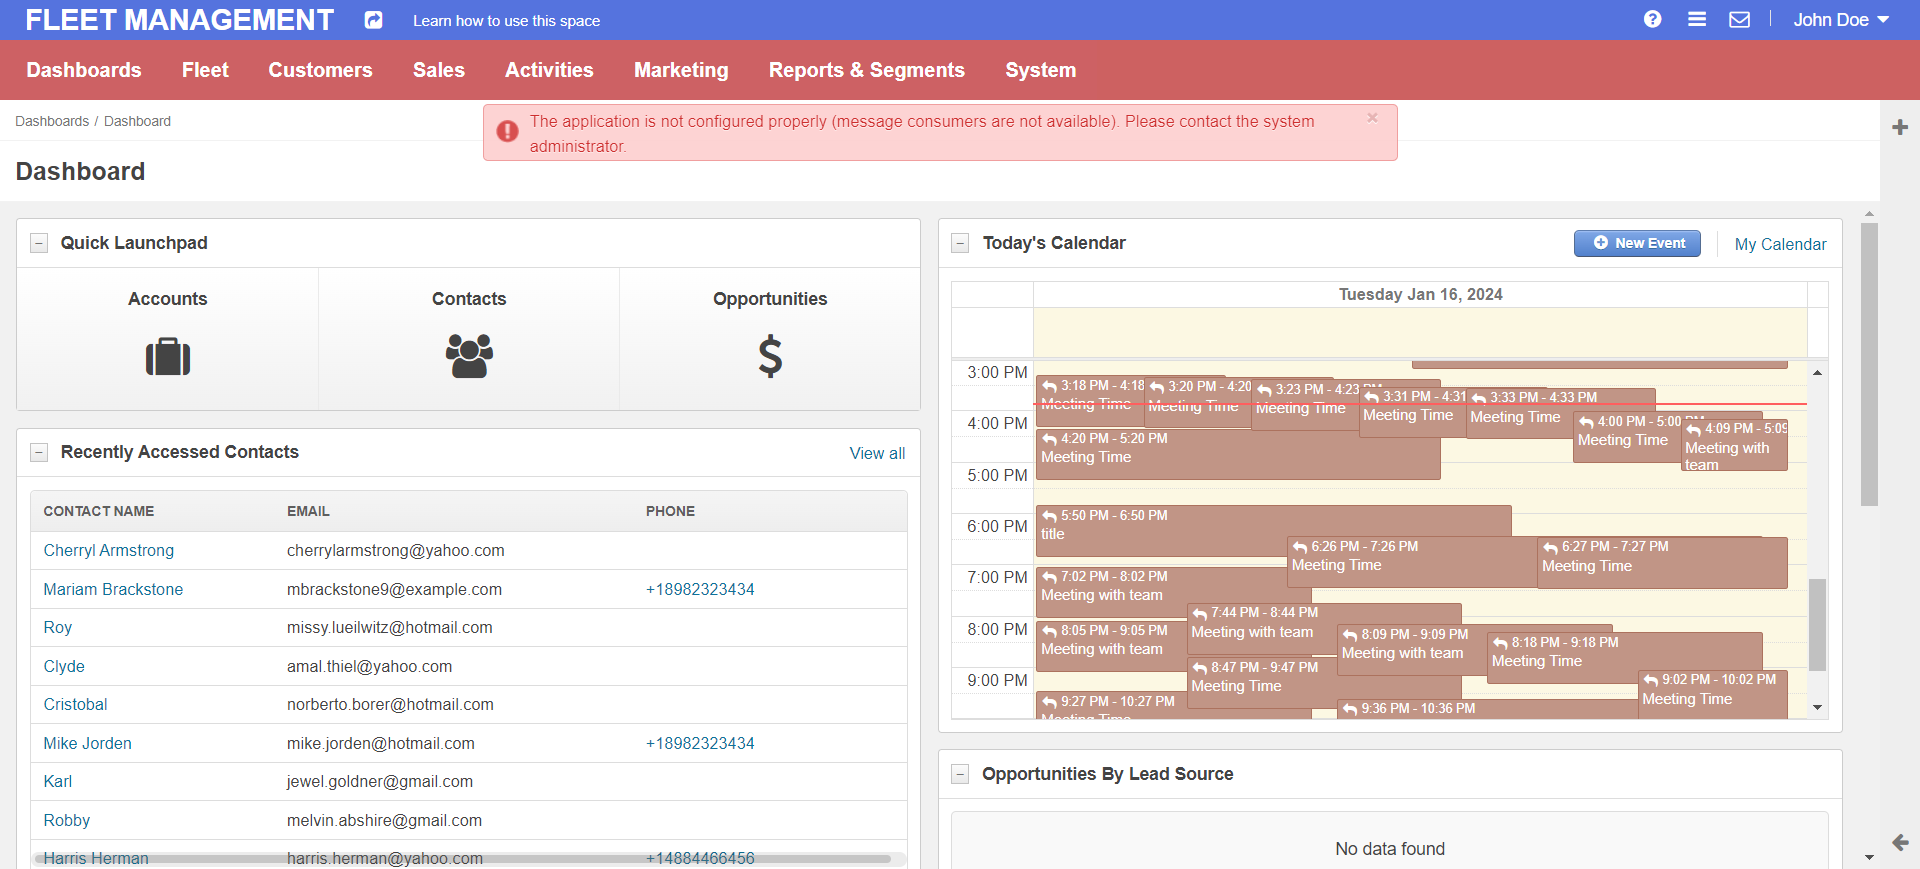 FLEET MANAGEMENT
Learn how to use this space
John Doe
Dashboards
Fleet
Customers
Sales
Activities
Marketing
Reports & Segments
System
Dashboards / Dashboard
The application is not configured properly (message consumers are not available). Please contact the system
administrator.
×
Dashboard
Quick Launchpad
Accounts
Contacts
Opportunities
Recently Accessed Contacts
View all
CONTACT NAME EMAIL PHONE
Cherryl Armstrong cherrylarmstrong@yahoo.com
Mariam Brackstone mbrackstone9@example.com +18982323434
Roy missy.lueilwitz@hotmail.com
Clyde amal.thiel@yahoo.com
Cristobal norberto.borer@hotmail.com
Mike Jorden mike.jorden@hotmail.com +18982323434
Karl jewel.goldner@gmail.com
Robby melvin.abshire@gmail.com
Harris Herman harris.herman@yahoo.com +14884466456
Today's Calendar
New Event
My Calendar
Tuesday Jan 16, 2024
3:00 PM
4:00 PM
5:00 PM
6:00 PM
7:00 PM
8:00 PM
9:00 PM
3:18 PM - 4:18
Meeting Time
3:20 PM - 4:20
Meeting Time
3:23 PM - 4:23 PM
Meeting Time
3:31 PM - 4:31
Meeting Time
3:33 PM - 4:33 PM
Meeting Time
4:00 PM - 5:00 PM
Meeting Time
4:09 PM - 5:09
Meeting with
team
4:20 PM - 5:20 PM
Meeting Time
5:50 PM - 6:50 PM
title
6:26 PM - 7:26 PM
Meeting Time
6:27 PM - 7:27 PM
Meeting Time
7:02 PM - 8:02 PM
Meeting with team
7:44 PM - 8:44 PM
Meeting with team
8:05 PM - 9:05 PM
Meeting with team
8:09 PM - 9:09 PM
Meeting with team
8:18 PM - 9:18 PM
Meeting Time
8:47 PM - 9:47 PM
Meeting Time
9:02 PM - 10:02 PM
Meeting Time
9:27 PM - 10:27 PM
Meeting Time
9:36 PM - 10:36 PM
Opportunities By Lead Source
No data found